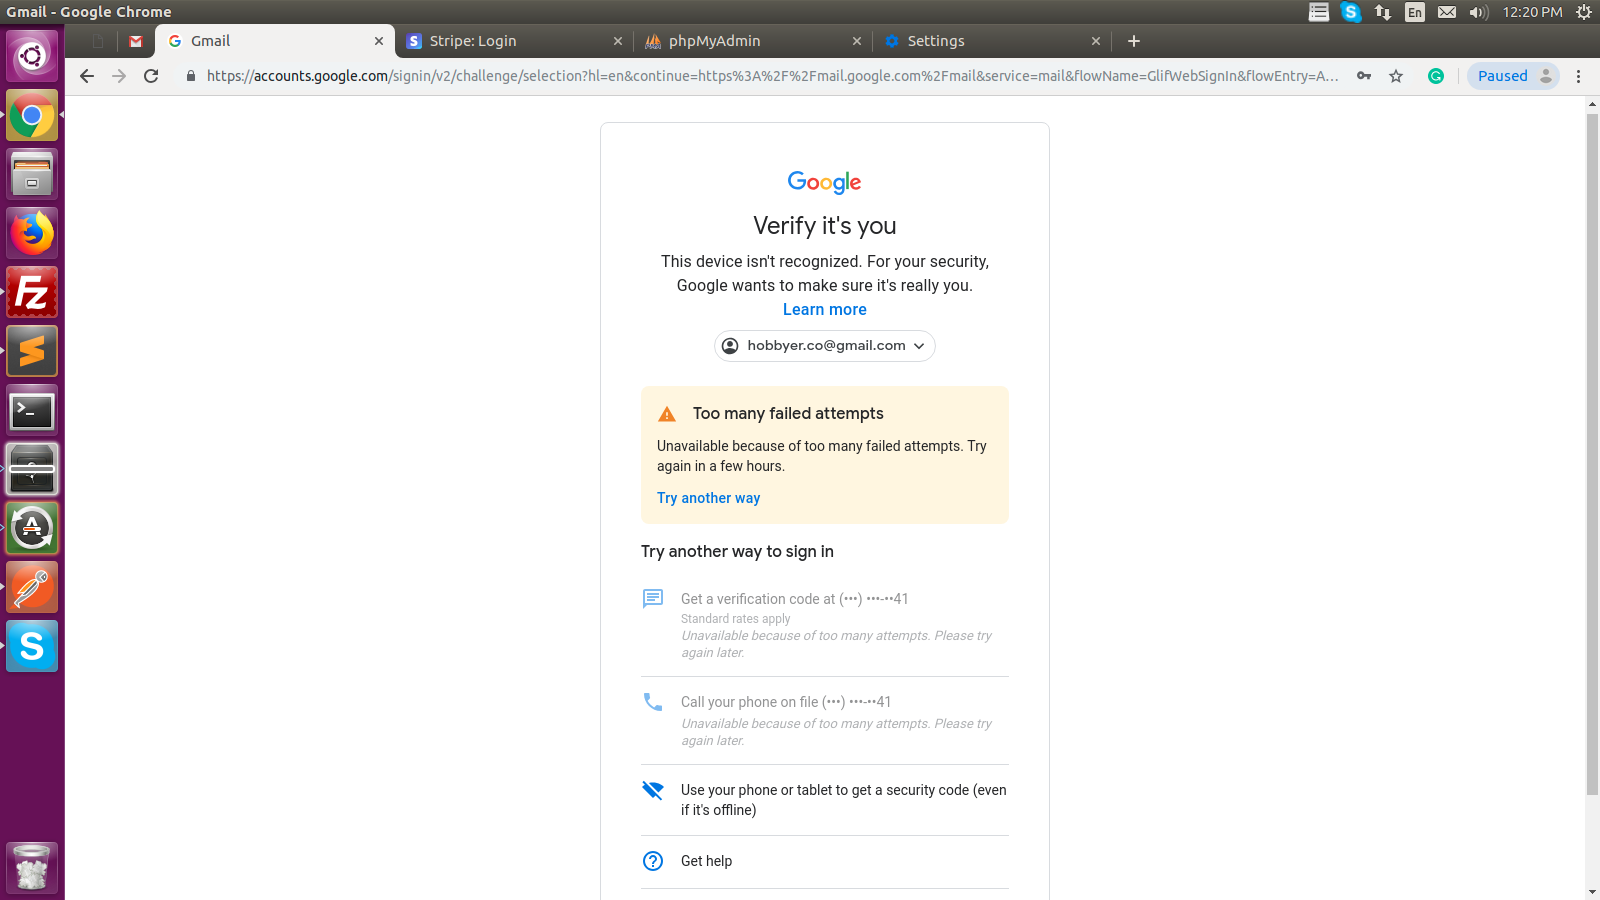 Gmail - Google Chrome
En
12:20 PM
Gmail
Stripe: Login
phpMyAdmin
Settings
https://accounts.google.com/signin/v2/challenge/selection?hl=en&continue=https%3A%2F%2Fmail.google.com%2Fmail&service=mail&flowName=GlifWebSignIn&flowEntry=A...
Paused
Google
Verify it's you
This device isn't recognized. For your security,
Google wants to make sure it's really you.
Learn more
hobbyer.co@gmail.com
Too many failed attempts
Unavailable because of too many failed attempts. Try
again in a few hours.
Try another way
Try another way to sign in
Get a verification code at (•••) •••-••41
Standard rates apply
Unavailable because of too many attempts. Please try
again later.
Call your phone on file (•••) •••-••41
Unavailable because of too many attempts. Please try
again later.
Use your phone or tablet to get a security code (even
if it's offline)
Get help